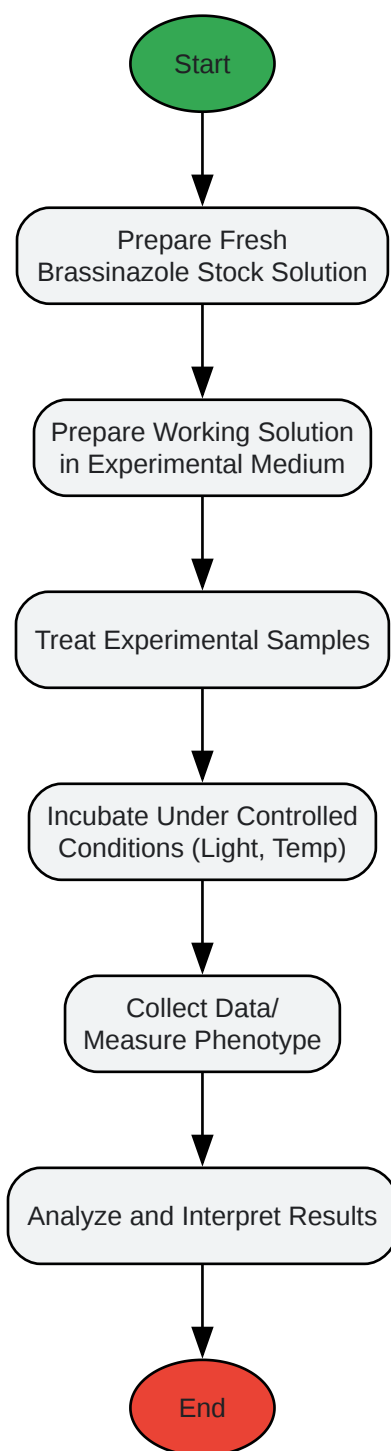 Start
Prepare Fresh
Brassinazole Stock Solution
Prepare Working Solution
in Experimental Medium
Treat Experimental Samples
Incubate Under Controlled
Conditions (Light, Temp)
Collect Data/
Measure Phenotype
Analyze and Interpret Results
End